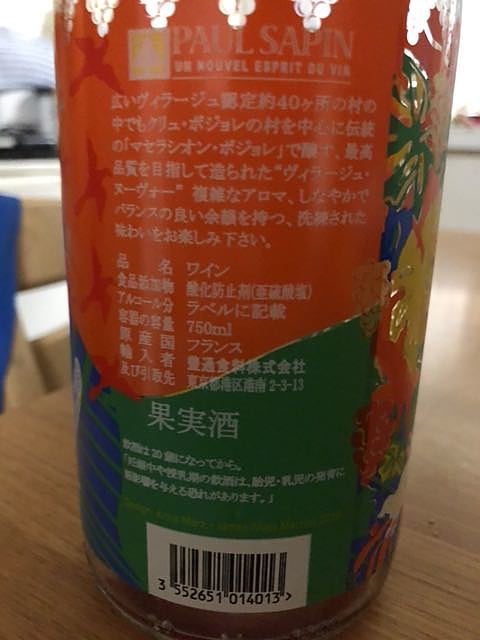 PAUL SAPIN
UN NOUVEL ESPRIT DU VIN
広いヴィラージュ認定約40ヶ所の村の
中でもクリュ・ボジョレの村を中心に伝統
の「マセラシオン・ボジョレ」で醸す、最高
品質を目指して造られた"ヴィラージュ・
ヌーヴォー" 複雑なアロマ、しなやかで
バランスの良い余韻を持つ、洗練された
味わいをお楽しみ下さい。
品名 ワイン
食品添加物 酸化防止剤(亜硫酸塩)
アルコール分 ラベルに記載
容器の容量 750ml
原産国 フランス
輸入者 豊通食料株式会社
及び引取先 東京都港区港南 2-3-13
果実酒
飲酒は20歳になってから。
「妊娠中や授乳期の飲酒は、胎児・乳児の発育に
悪影響を与える恐れがあります。」
3 552651 014013 >